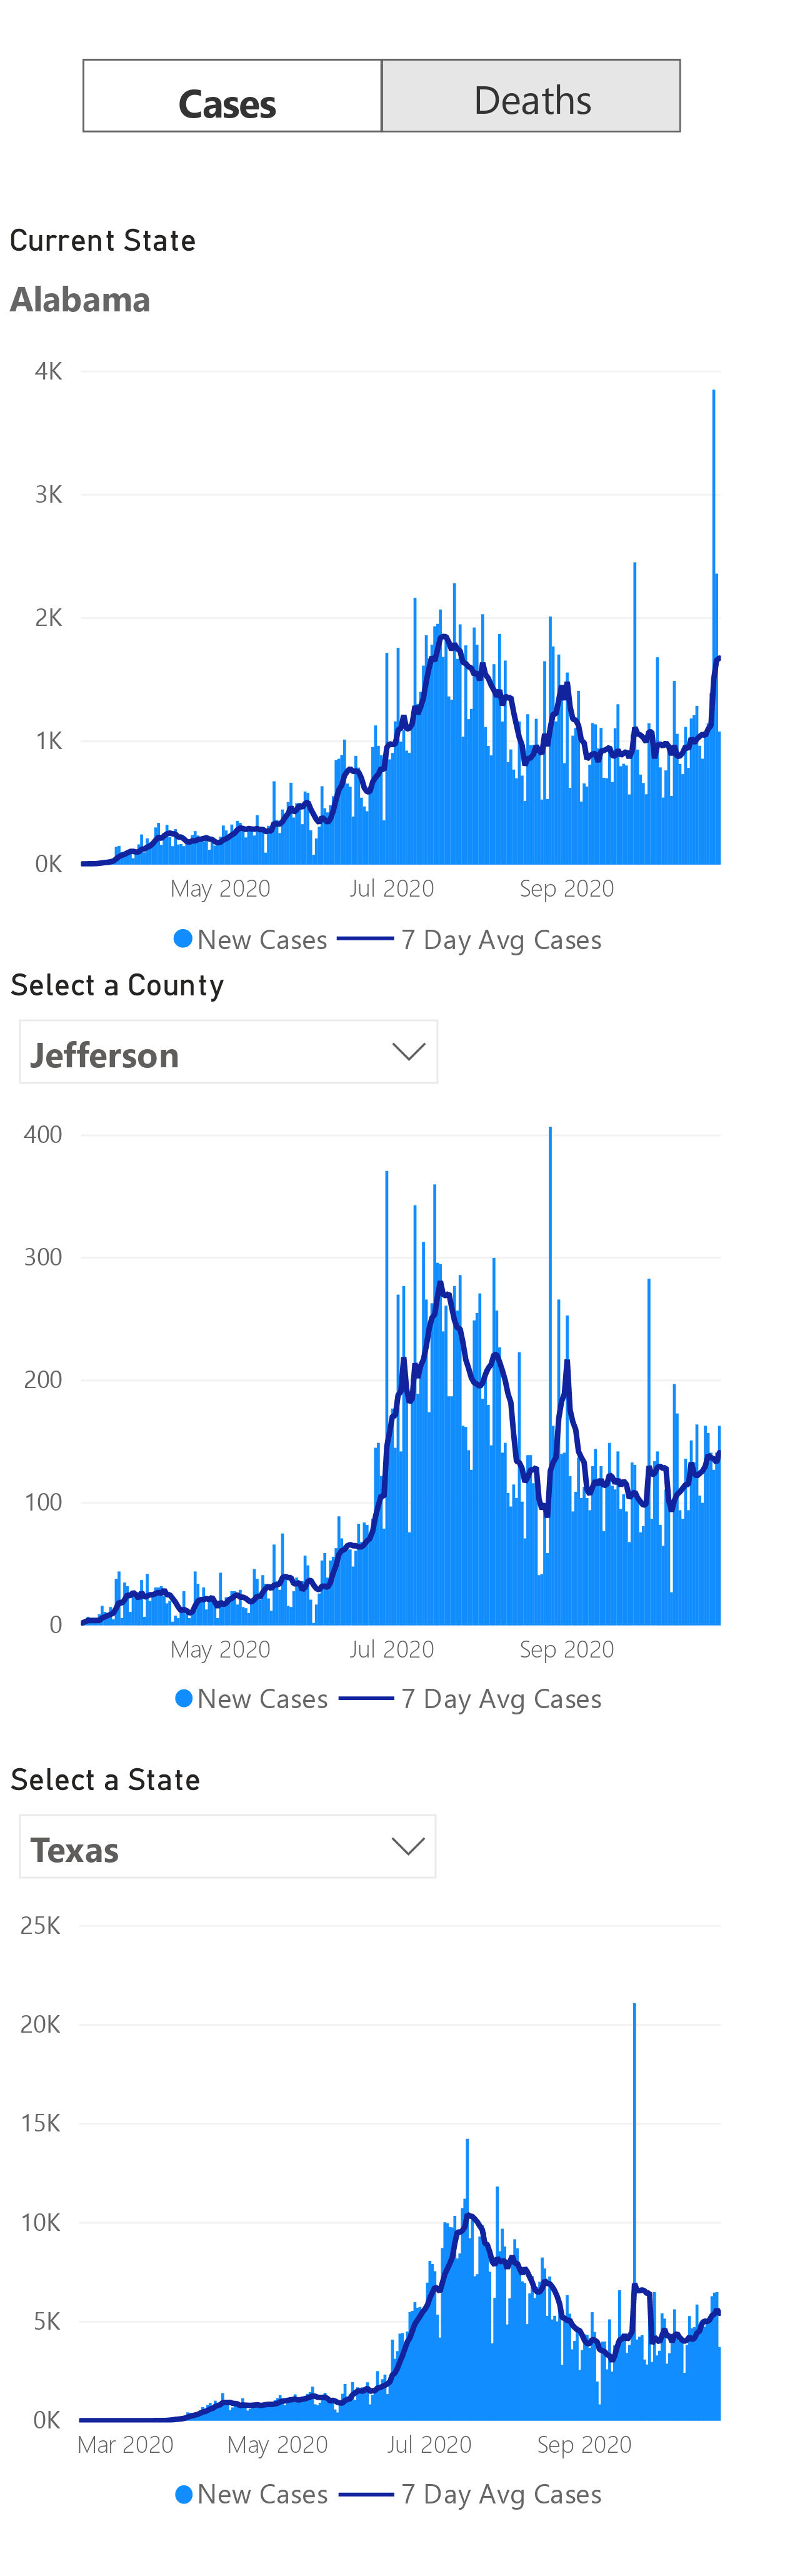 Cases Deaths
Current State
Alabama
4K
3K
2K
1K
0K
May 2020 Jul 2020 Sep 2020
New Cases 7 Day Avg Cases
Select a County
Jefferson
400
300
200
100
0
May 2020 Jul 2020 Sep 2020
New Cases 7 Day Avg Cases
Select a State
Texas
25K
20K
15K
10K
5K
0K
Mar 2020 May 2020 Jul 2020 Sep 2020
New Cases 7 Day Avg Cases